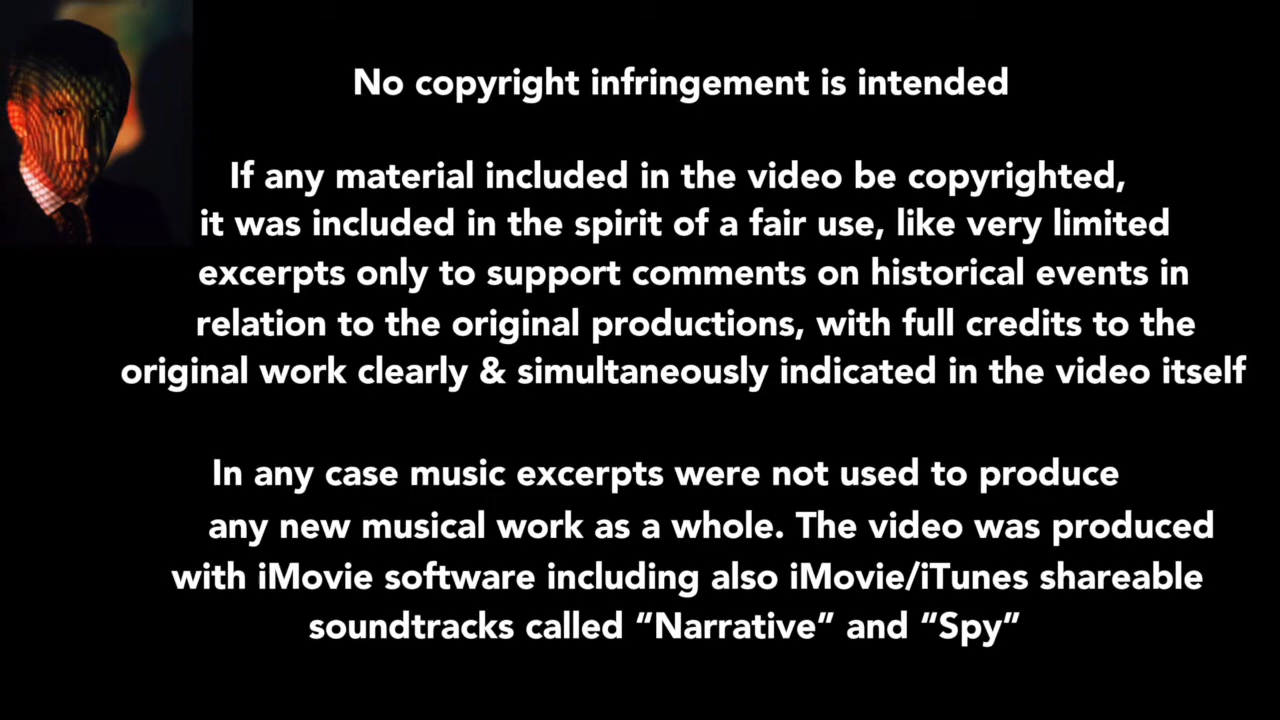 No copyright infringement is intended
If any material included in the video be copyrighted,
it was included in the spirit of a fair use, like very limited
excerpts only to support comments on historical events in
relation to the original productions, with full credits to the
original work clearly & simultaneously indicated in the video itself
In any case music excerpts were not used to produce
any new musical work as a whole. The video was produced
with iMovie software including also iMovie/iTunes shareable
soundtracks called “Narrative” and “Spy”